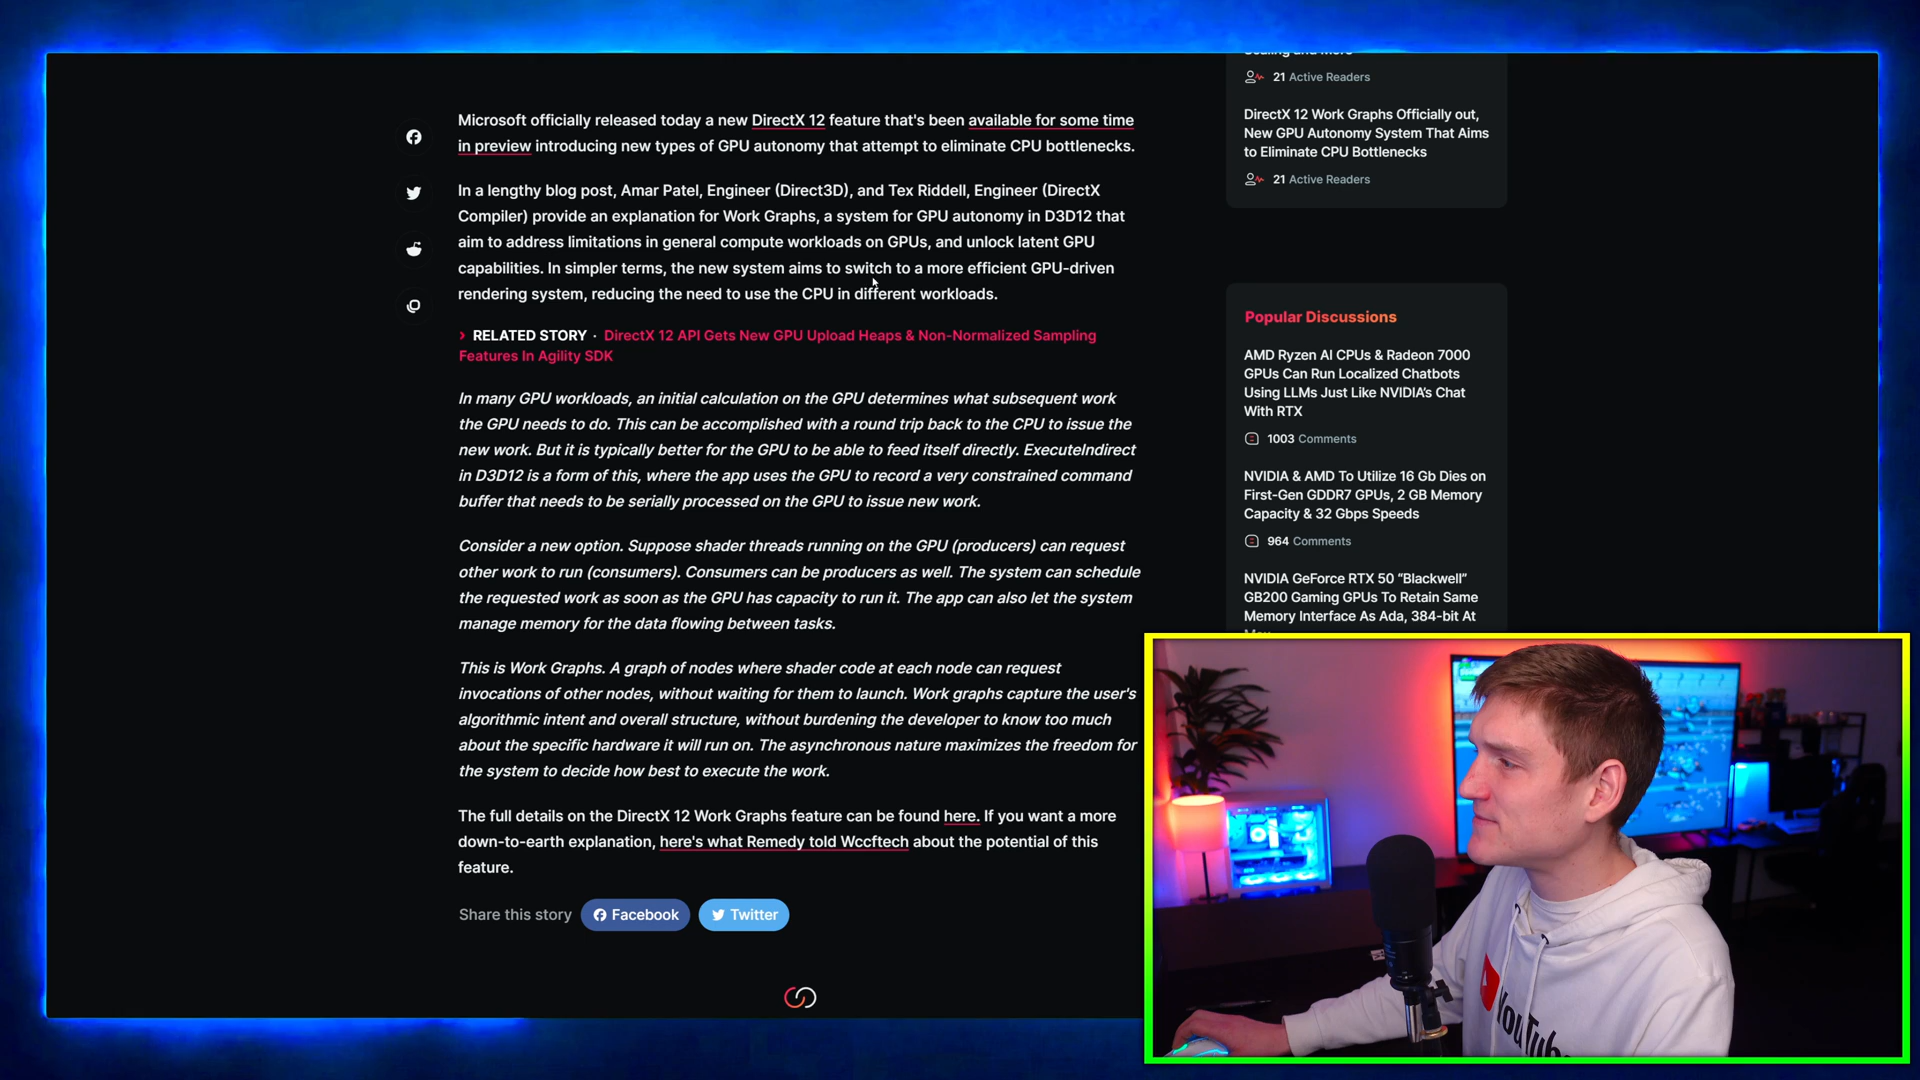 Microsoft officially released today a new DirectX 12 feature that's been available for some time
in preview introducing new types of GPU autonomy that attempt to eliminate CPU bottlenecks.
In a lengthy blog post, Amar Patel, Engineer (Direct3D), and Tex Riddell, Engineer (DirectX
Compiler) provide an explanation for Work Graphs, a system for GPU autonomy in D3D12 that
aim to address limitations in general compute workloads on GPUs, and unlock latent GPU
capabilities. In simpler terms, the new system aims to switch to a more efficient GPU-driven
rendering system, reducing the need to use the CPU in different workloads.
› RELATED STORY · DirectX 12 API Gets New GPU Upload Heaps & Non-Normalized Sampling
Features In Agility SDK
In many GPU workloads, an initial calculation on the GPU determines what subsequent work
the GPU needs to do. This can be accomplished with a round trip back to the CPU to issue the
new work. But it is typically better for the GPU to be able to feed itself directly. ExecuteIndirect
in D3D12 is a form of this, where the app uses the GPU to record a very constrained command
buffer that needs to be serially processed on the GPU to issue new work.
Consider a new option. Suppose shader threads running on the GPU (producers) can request
other work to run (consumers). Consumers can be producers as well. The system can schedule
the requested work as soon as the GPU has capacity to run it. The app can also let the system
manage memory for the data flowing between tasks.
This is Work Graphs. A graph of nodes where shader code at each node can request
invocations of other nodes, without waiting for them to launch. Work graphs capture the user's
algorithmic intent and overall structure, without burdening the developer to know too much
about the specific hardware it will run on. The asynchronous nature maximizes the freedom for
the system to decide how best to execute the work.
The full details on the DirectX 12 Work Graphs feature can be found here. If you want a more
down-to-earth explanation, here's what Remedy told Wccftech about the potential of this
feature.
Share this story Facebook Twitter
Scaling and More
21 Active Readers
DirectX 12 Work Graphs Officially out,
New GPU Autonomy System That Aims
to Eliminate CPU Bottlenecks
21 Active Readers
Popular Discussions
AMD Ryzen AI CPUs & Radeon 7000
GPUs Can Run Localized Chatbots
Using LLMs Just Like NVIDIA's Chat
With RTX
1003 Comments
NVIDIA & AMD To Utilize 16 Gb Dies on
First-Gen GDDR7 GPUs, 2 GB Memory
Capacity & 32 Gbps Speeds
964 Comments
NVIDIA GeForce RTX 50 “Blackwell”
GB200 Gaming GPUs To Retain Same
Memory Interface As Ada, 384-bit At
YouTube